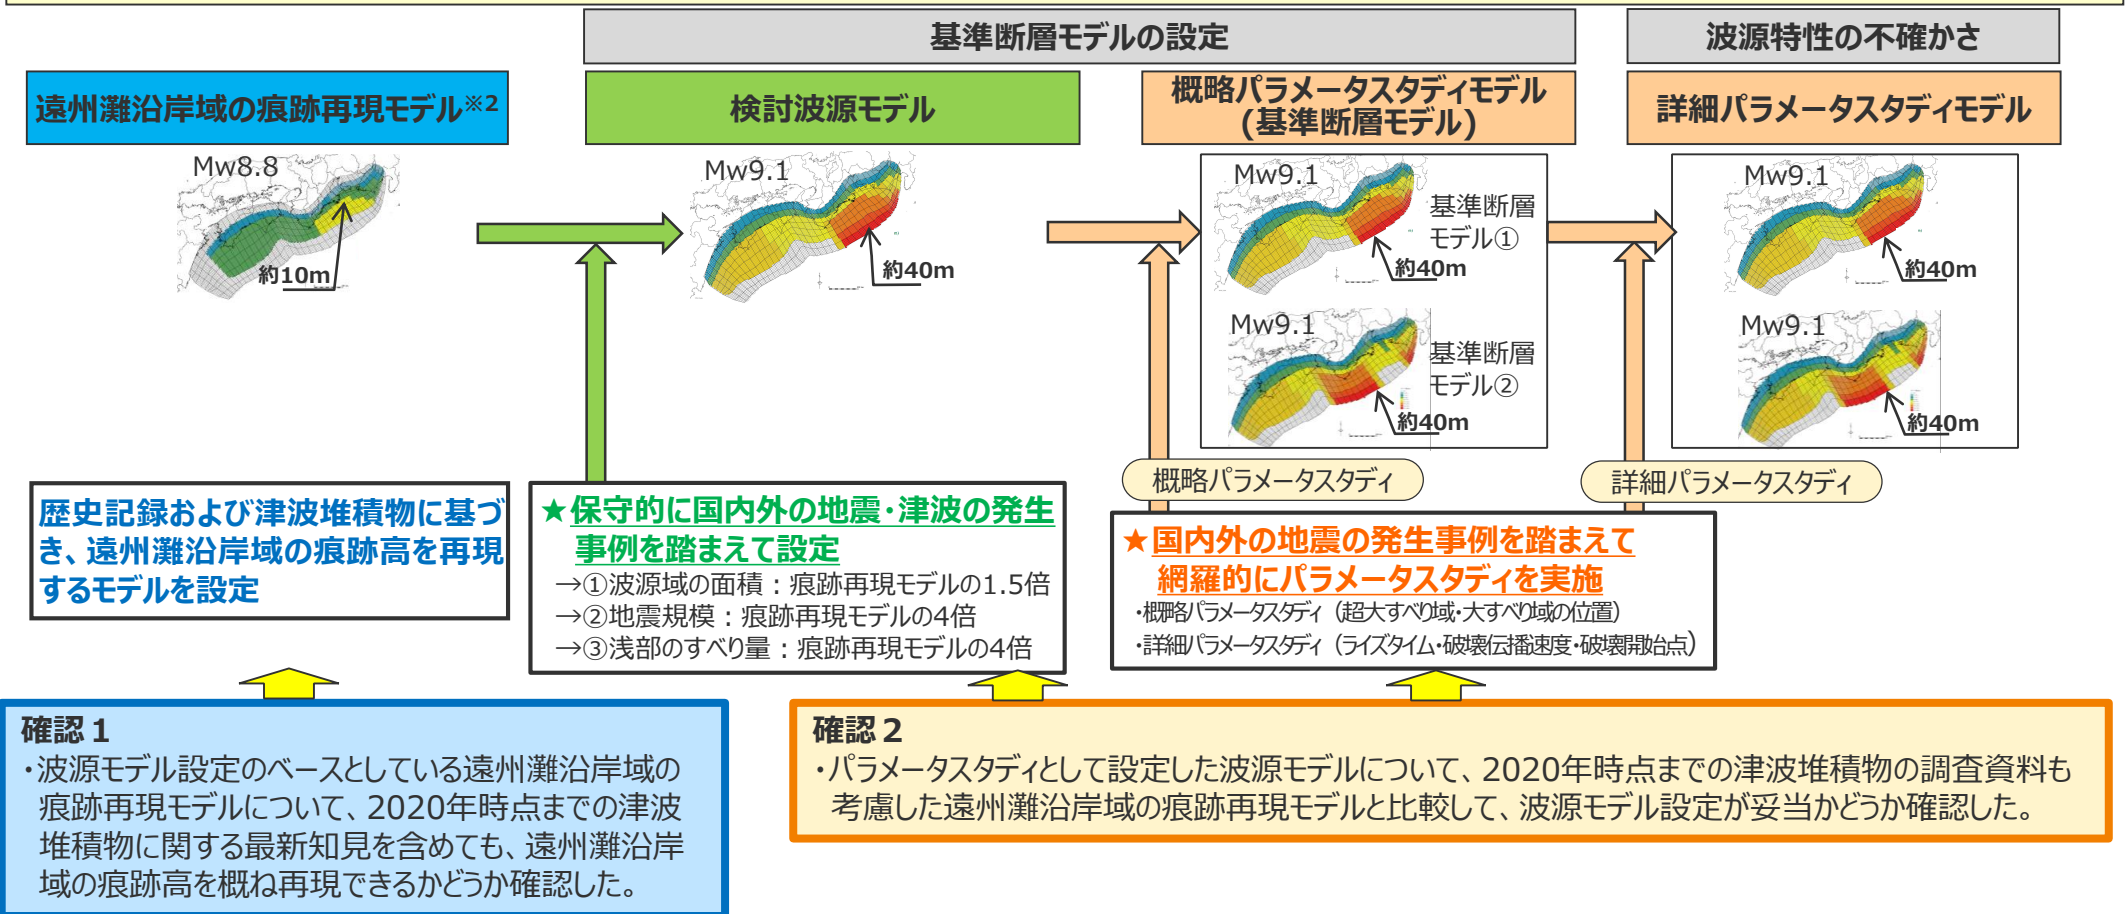 基準断層モデルの設定
波源特性の不確かさ
遠州灘沿岸域の痕跡再現モデル※2
検討波源モデル
概略パラメータスタディモデル
(基準断層モデル)
詳細パラメータスタディモデル
Mw8.8
約10m
Mw9.1
約40m
Mw9.1
基準断層
モデル①
約40m
Mw9.1
基準断層
モデル②
約40m
Mw9.1
約40m
Mw9.1
約40m
概略パラメータスタディ
詳細パラメータスタディ
歴史記録および津波堆積物に基づ
き、遠州灘沿岸域の痕跡高を再現
するモデルを設定
★保守的に国内外の地震・津波の発生
事例を踏まえて設定
→①波源域の面積：痕跡再現モデルの1.5倍
→②地震規模：痕跡再現モデルの4倍
→③浅部のすべり量：痕跡再現モデルの4倍
★国内外の地震の発生事例を踏まえて
網羅的にパラメータスタディを実施
・概略パラメータスタディ（超大すべり域・大すべり域の位置）
・詳細パラメータスタディ（ライズタイム・破壊伝播速度・破壊開始点）
確認１
・波源モデル設定のベースとしている遠州灘沿岸域の
痕跡再現モデルについて、2020年時点までの津波
堆積物に関する最新知見を含めても、遠州灘沿岸
域の痕跡高を概ね再現できるかどうか確認した。
確認２
・パラメータスタディとして設定した波源モデルについて、2020年時点までの津波堆積物の調査資料も
考慮した遠州灘沿岸域の痕跡再現モデルと比較して、波源モデル設定が妥当かどうか確認した。